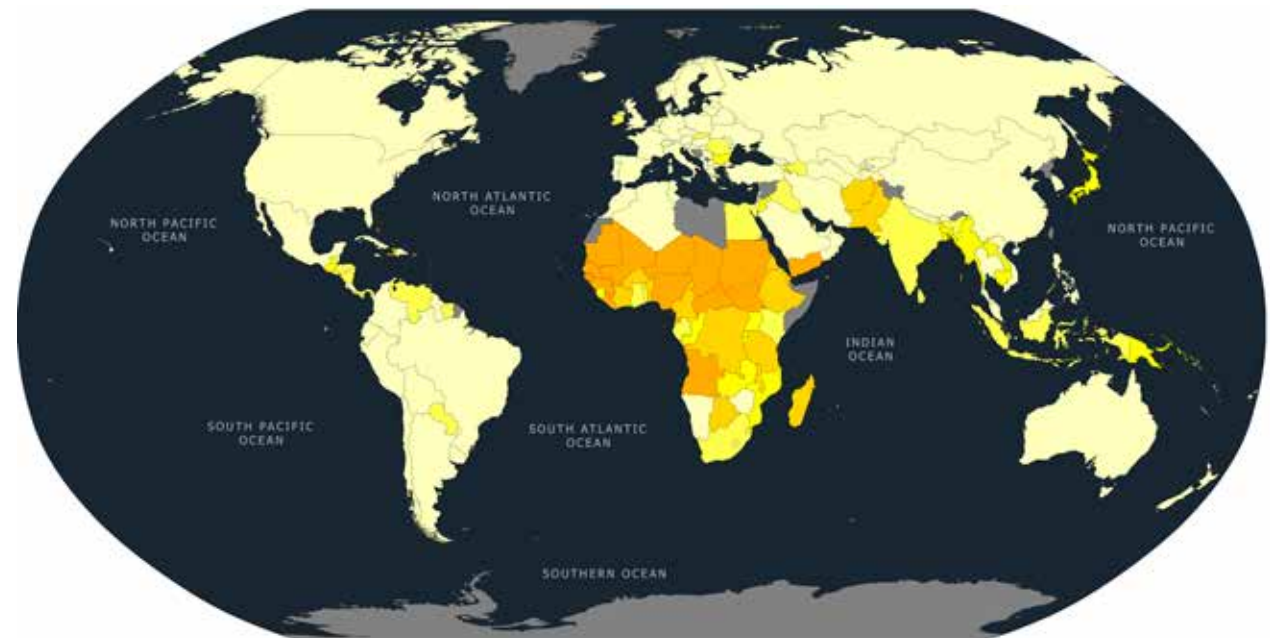 NORTH ATLANTIC
OCEAN
NORTH PACIFIC
OCEAN
NORTH PACIFIC
OCEAN
INDIAN
OCEAN
SOUTH PACIFIC
OCEAN
SOUTH ATLANTIC
OCEAN
SOUTHERN OCEAN